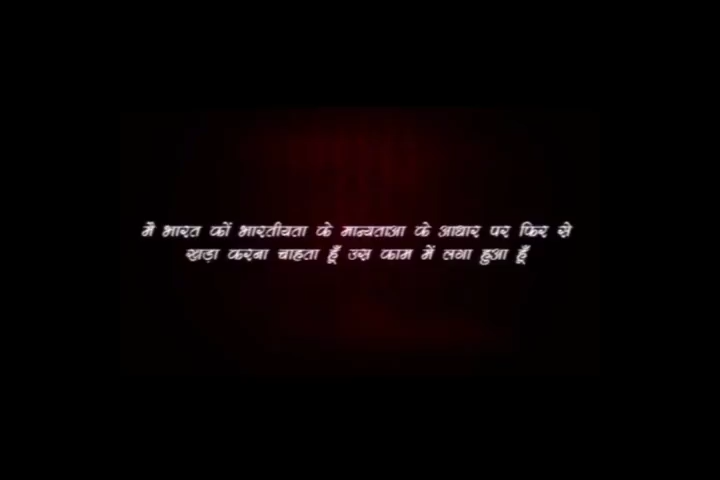 मै भारत कों भारतीयता के मान्यताआ के आधार पर फिर से
खड़ा करना चाहता हूँ उस काम में लगा हुआ हूँ